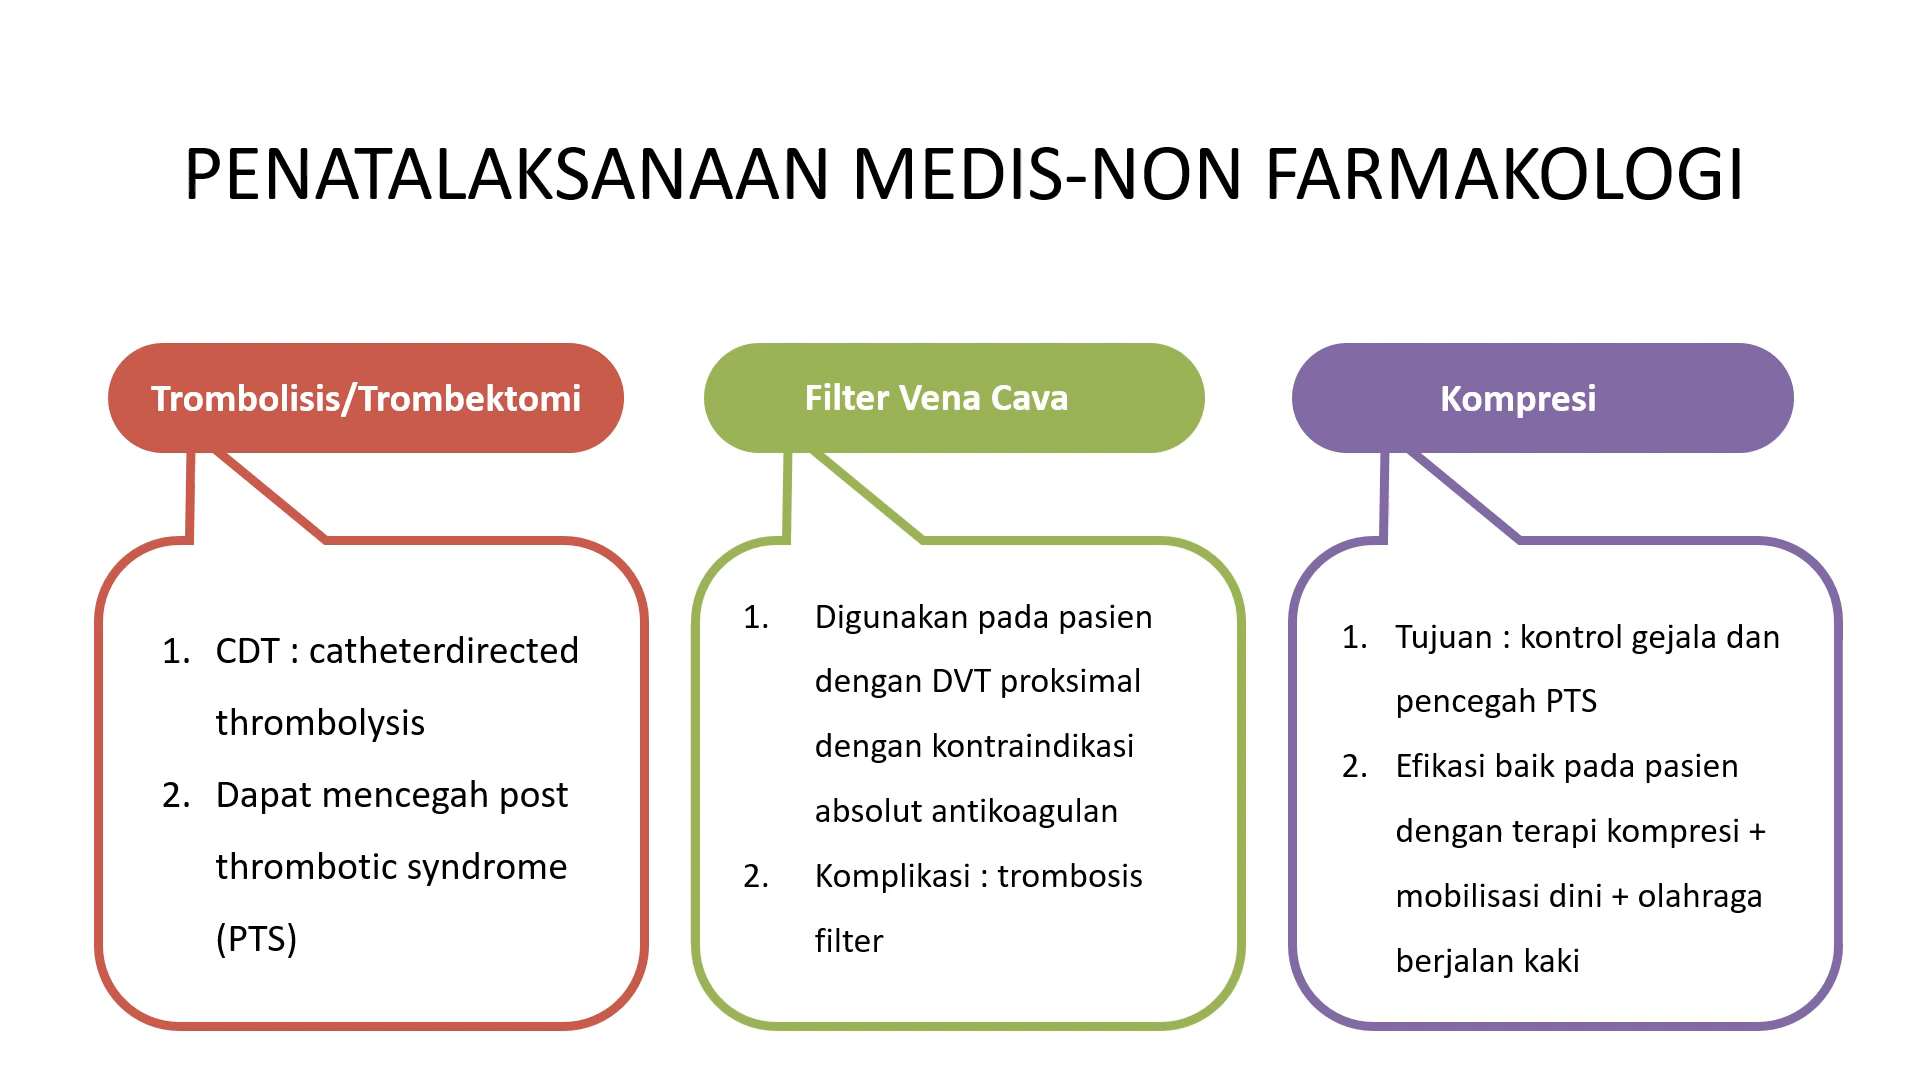 PENATALAKSANAAN MEDIS-NON FARMAKOLOGI
Trombolisis/Trombektomi
1. CDT : catheterdirected
thrombolysis
2. Dapat mencegah post
thrombotic syndrome
(PTS)
Filter Vena Cava
1. Digunakan pada pasien
dengan DVT proksimal
dengan kontraindikasi
absolut antikoagulan
2. Komplikasi : trombosis
filter
Kompresi
1. Tujuan : kontrol gejala dan
pencegah PTS
2. Efikasi baik pada pasien
dengan terapi kompresi +
mobilisasi dini + olahraga
berjalan kaki